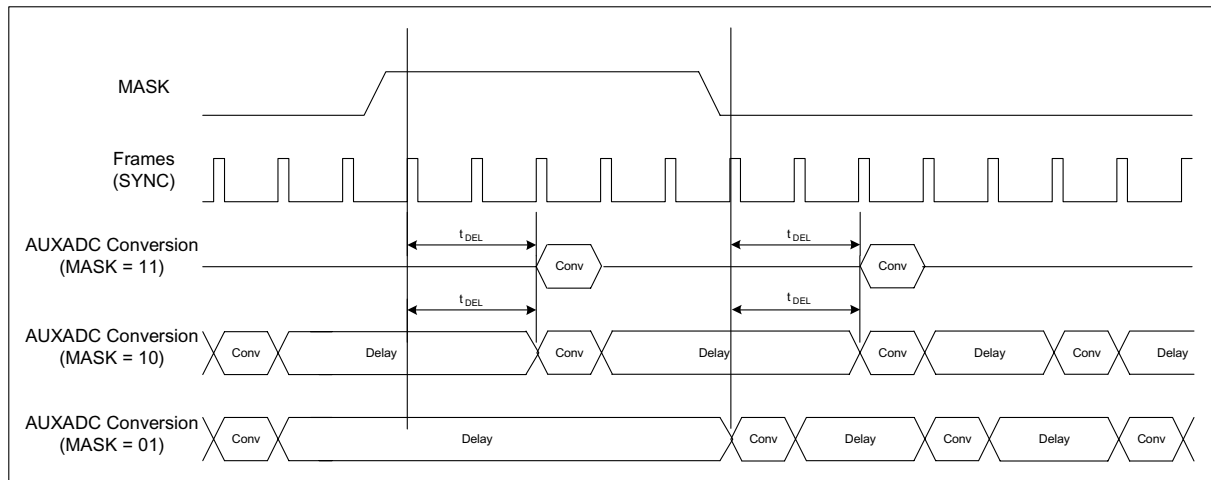 MASK
Frames
(SYNC)
AUXADC Conversion
(MASK = 11)
tDEL
tDEL
Conv
Conv
tDEL
tDEL
AUXADC Conversion
(MASK = 10)
Conv
Delay
Conv
Delay
Conv
Delay
Conv
Delay
AUXADC Conversion
(MASK = 01)
Conv
Delay
Conv
Delay
Conv
Delay
Conv